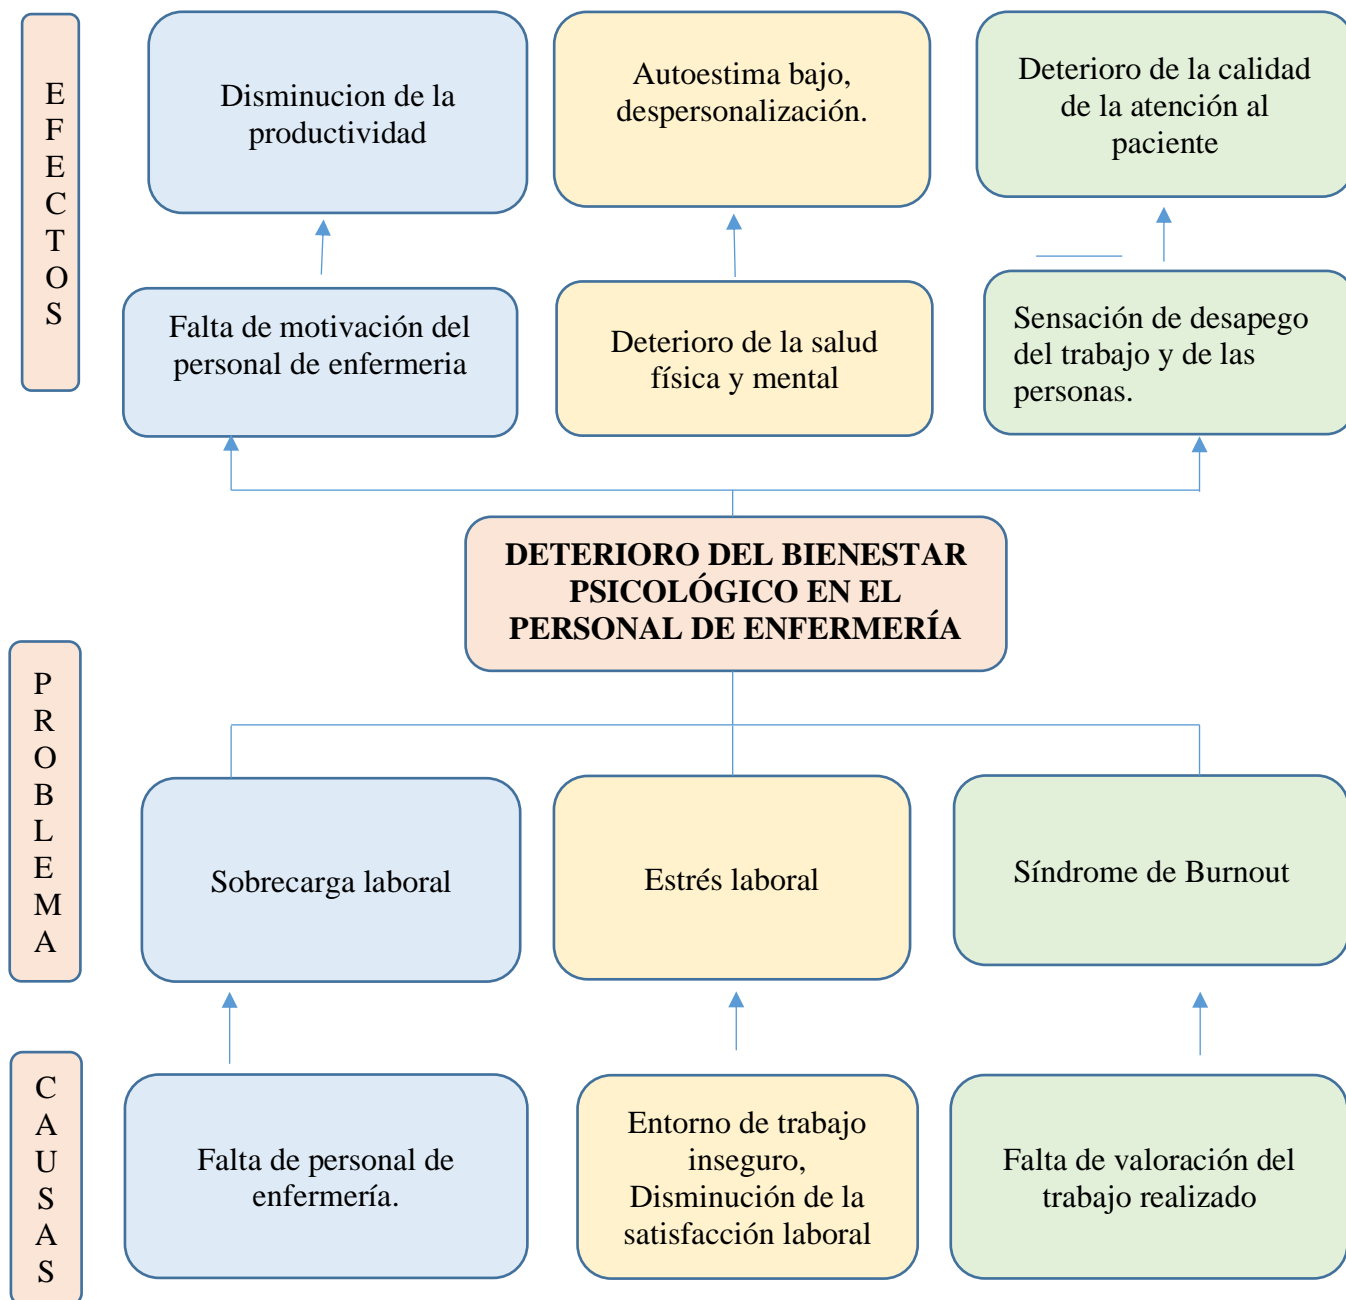 EFECTOS
Disminucion de la
productividad
Autoestima bajo,
despersonalización.
Deterioro de la calidad
de la atención al
paciente
Falta de motivación del
personal de enfermeria
Deterioro de la salud
física y mental
Sensación de desapego
del trabajo y de las
personas.
DETERIORO DEL BIENESTAR
PSICOLÓGICO EN EL
PERSONAL DE ENFERMERÍA
PROBLEMA
Sobrecarga laboral
Estrés laboral
Síndrome de Burnout
CAUSAS
Falta de personal de
enfermería.
Entorno de trabajo
inseguro,
Disminución de la
satisfacción laboral
Falta de valoración del
trabajo realizado